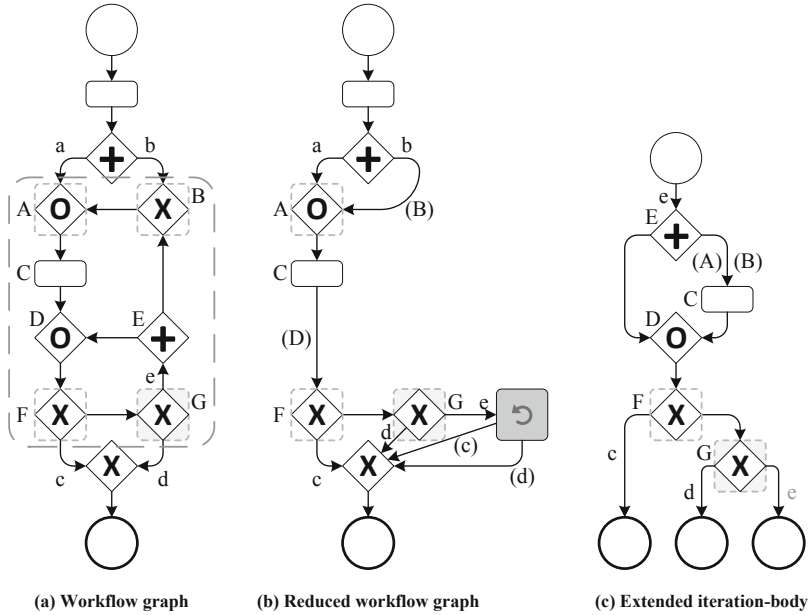 a b a b
A O X B A O (B)
e
E
(A) (B)
C C C
D O E (D) D O
e
F X X G F X X G e F X
d (c) c G X
X X (d) d e
c d c
(a) Workflow graph (b) Reduced workflow graph (c) Extended iteration-body